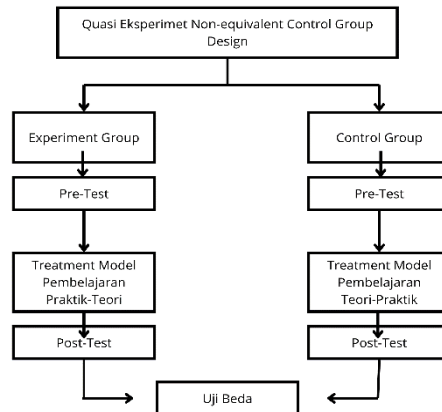 Quasi Eksperimet Non-equivalent Control Group
Design
Experiment Group
Control Group
Pre-Test
Pre-Test
Treatment Model
Pembelajaran
Praktik-Teori
Treatment Model
Pembelajaran
Teori-Praktik
Post-Test
Post-Test
Uji Beda